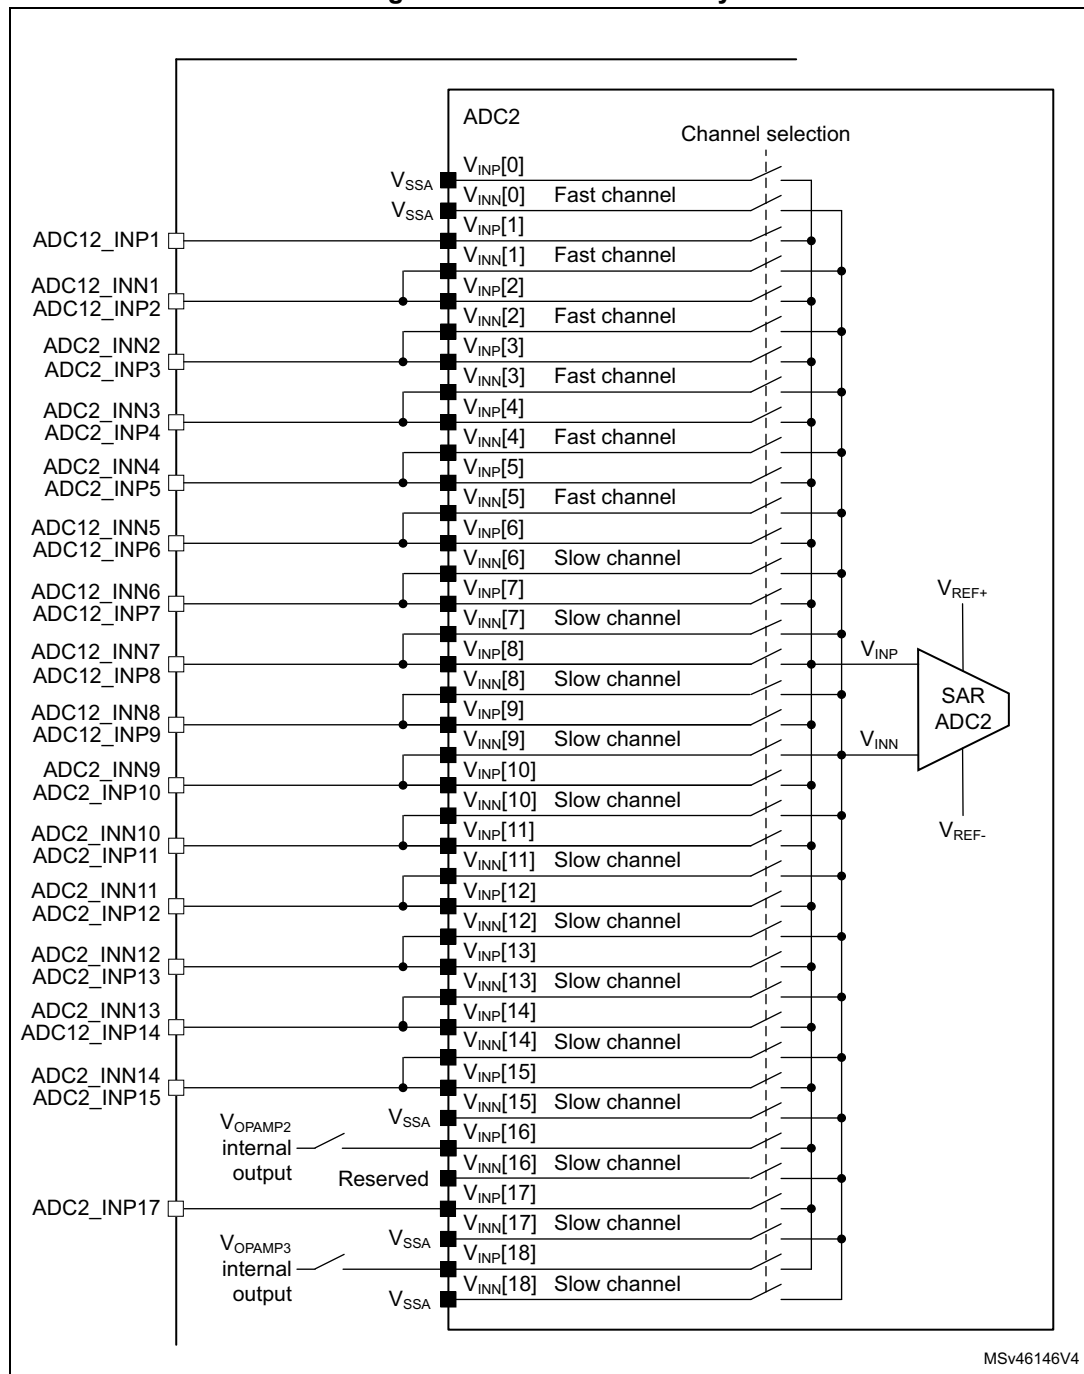 ADC2
Channel selection
VSSA
VINP[0]
VSSA
VINN[0] Fast channel
ADC12_INP1
VINP[1]
VINN[1] Fast channel
ADC12_INN1
ADC12_INP2
VINP[2]
VINN[2] Fast channel
ADC2_INN2
ADC2_INP3
VINP[3]
VINN[3] Fast channel
ADC2_INN3
ADC2_INP4
VINP[4]
VINN[4] Fast channel
ADC2_INN4
ADC2_INP5
VINP[5]
VINN[5] Fast channel
ADC12_INN5
ADC12_INP6
VINP[6]
VINN[6] Slow channel
ADC12_INN6
ADC12_INP7
VINP[7]
VINN[7] Slow channel
ADC12_INN7
ADC12_INP8
VINP[8]
VINN[8] Slow channel
ADC12_INN8
ADC12_INP9
VINP[9]
VINN[9] Slow channel
ADC2_INN9
ADC2_INP10
VINP[10]
VINN[10] Slow channel
ADC2_INN10
ADC2_INP11
VINP[11]
VINN[11] Slow channel
ADC2_INN11
ADC2_INP12
VINP[12]
VINN[12] Slow channel
ADC2_INN12
ADC2_INP13
VINP[13]
VINN[13] Slow channel
ADC2_INN13
ADC12_INP14
VINP[14]
VINN[14] Slow channel
ADC2_INN14
ADC2_INP15
VINP[15]
VSSA
VINN[15] Slow channel
VOPAMP2
internal
output
VINP[16]
Reserved
VINN[16] Slow channel
ADC2_INP17
VINP[17]
VSSA
VINN[17] Slow channel
VOPAMP3
internal
output
VINP[18]
VSSA
VINN[18] Slow channel
VREF+
VINP
SAR
ADC2
VINN
VREF-
MSv46146V4